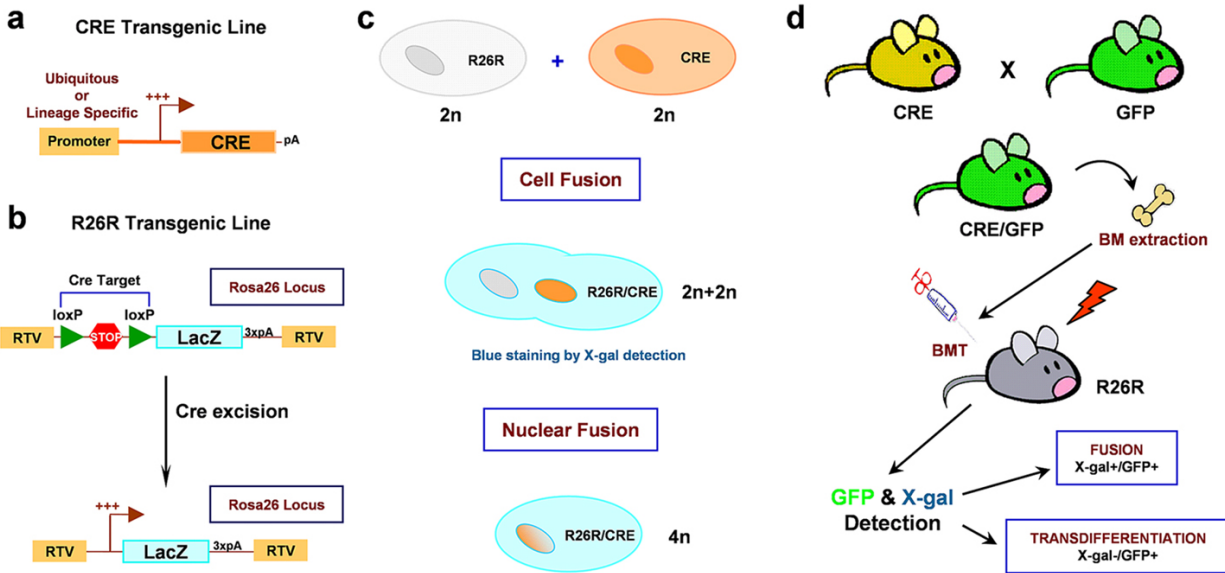 a
CRE Transgenic Line
Ubiquitous
or
Lineage Specific
+++
Promoter
CRE
pA
b
R26R Transgenic Line
Cre Target
Rosa26 Locus
loxP
loxP
RTV
STOP
LacZ
3xpA
RTV
Cre excision
+++
Rosa26 Locus
RTV
LacZ
3xpA
RTV
c
R26R
+
CRE
2n
2n
Cell Fusion
R26R/CRE
2n+2n
Blue staining by X-gal detection
Nuclear Fusion
R26R/CRE
4n
d
CRE
X
GFP
CRE/GFP
BM extraction
BMT
R26R
FUSION
X-gal+/GFP+
GFP & X-gal
Detection
TRANSDIFFERENTIATION
X-gal-/GFP+